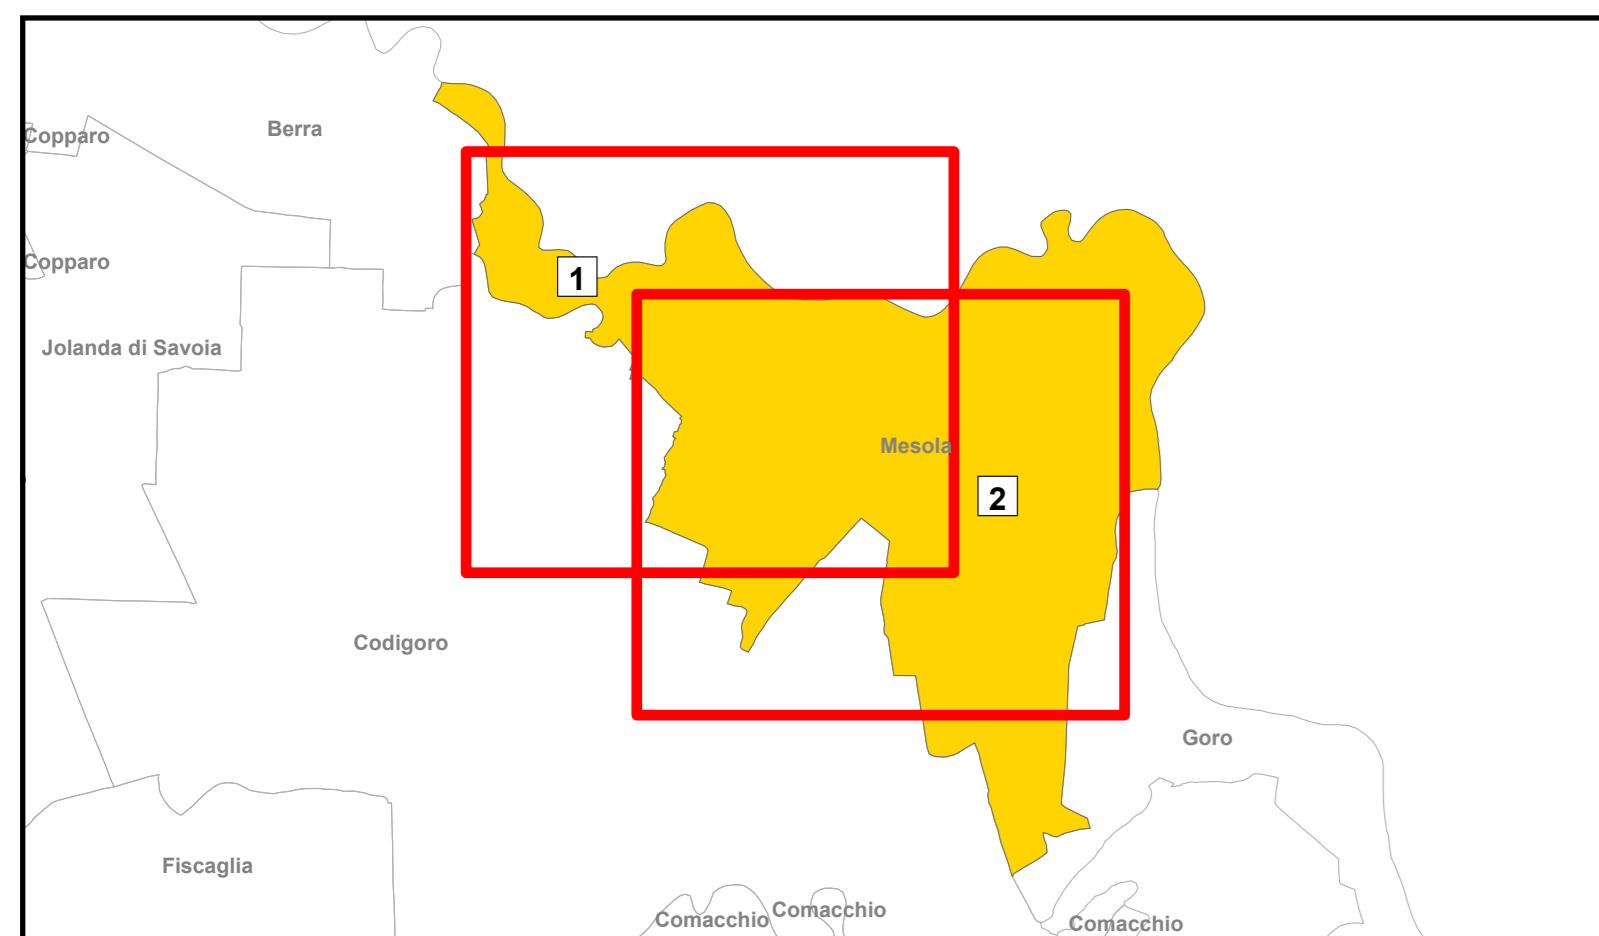 Berra
Copparo
Copparo
1
Jolanda di Savoia
Mesola
2
Codigoro
Goro
Fiscaglia
Comacchio
Comacchio
Comacchio